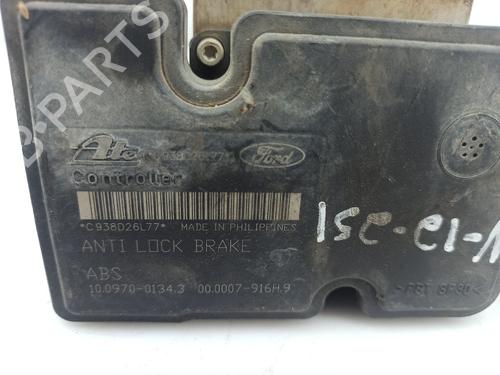 Ate C938D26L77 Ford
Controller
*C938D26L77* MADE IN PHILIPPINES
ANTI LOCK BRAKE
ABS
10.0970-0134.3 00.0007-916H.9
B-PARTS